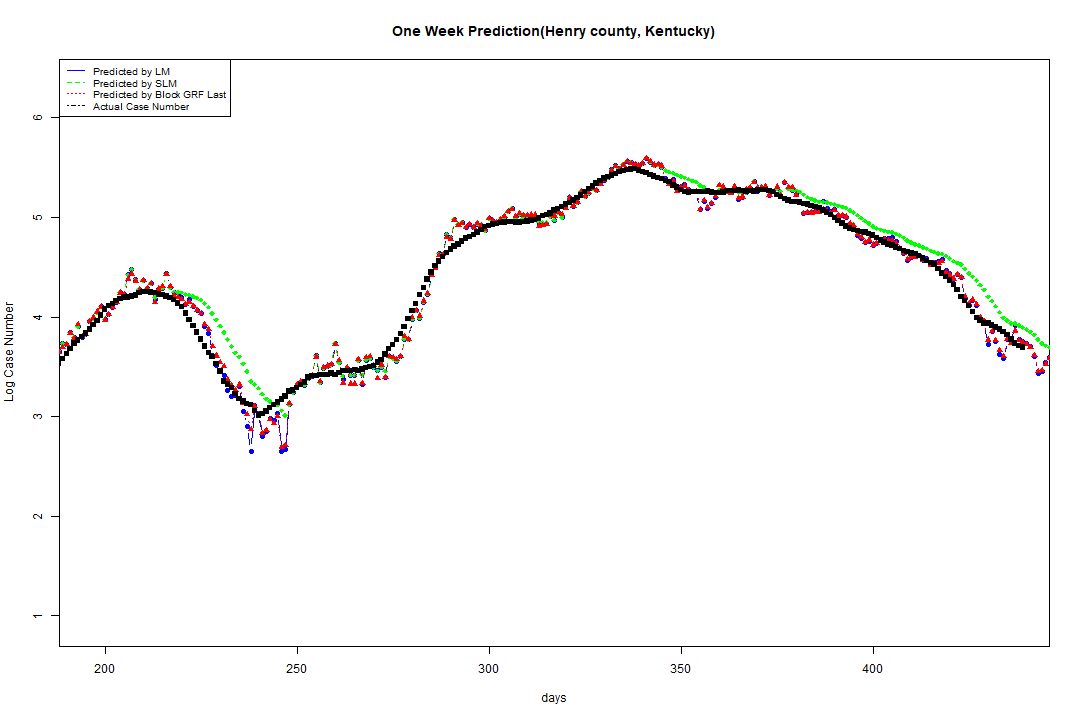 One Week Prediction(Henry county, Kentucky)
Predicted by LM
Predicted by SLM
Predicted by Block GRF Last
Actual Case Number
Log Case Number
6
5
4
3
2
1
200 250 300 350 400
days